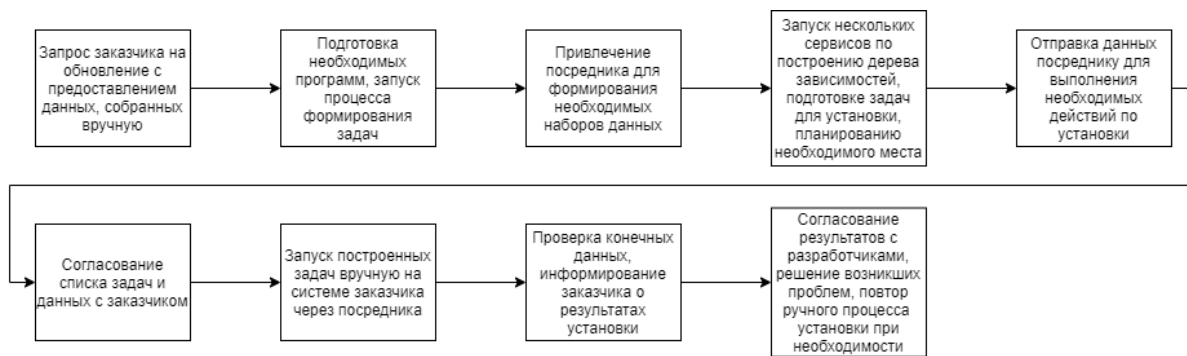 Запрос заказчика на
обновление с
предоставлением
данных, собранных
вручную
Подготовка
необходимых
программ, запуск
процесса
формирования
задач
Привлечение
посредника для
формирования
необходимых
наборов данных
Запуск нескольких
сервисов по
построению дерева
зависимостей,
подготовке задач
для установки,
планированию
необходимого места
Отправка данных
посреднику для
выполнения
необходимых
действий по
установки
Согласование
списка задач и
данных с заказчиком
Запуск построенных
задач вручную на
системе заказчика
через посредника
Проверка конечных
данных,
информирование
заказчика о
результатах
установки
Согласование
результатов с
разработчиками,
решение возникших
проблем, повтор
ручного процесса
установки при
необходимости